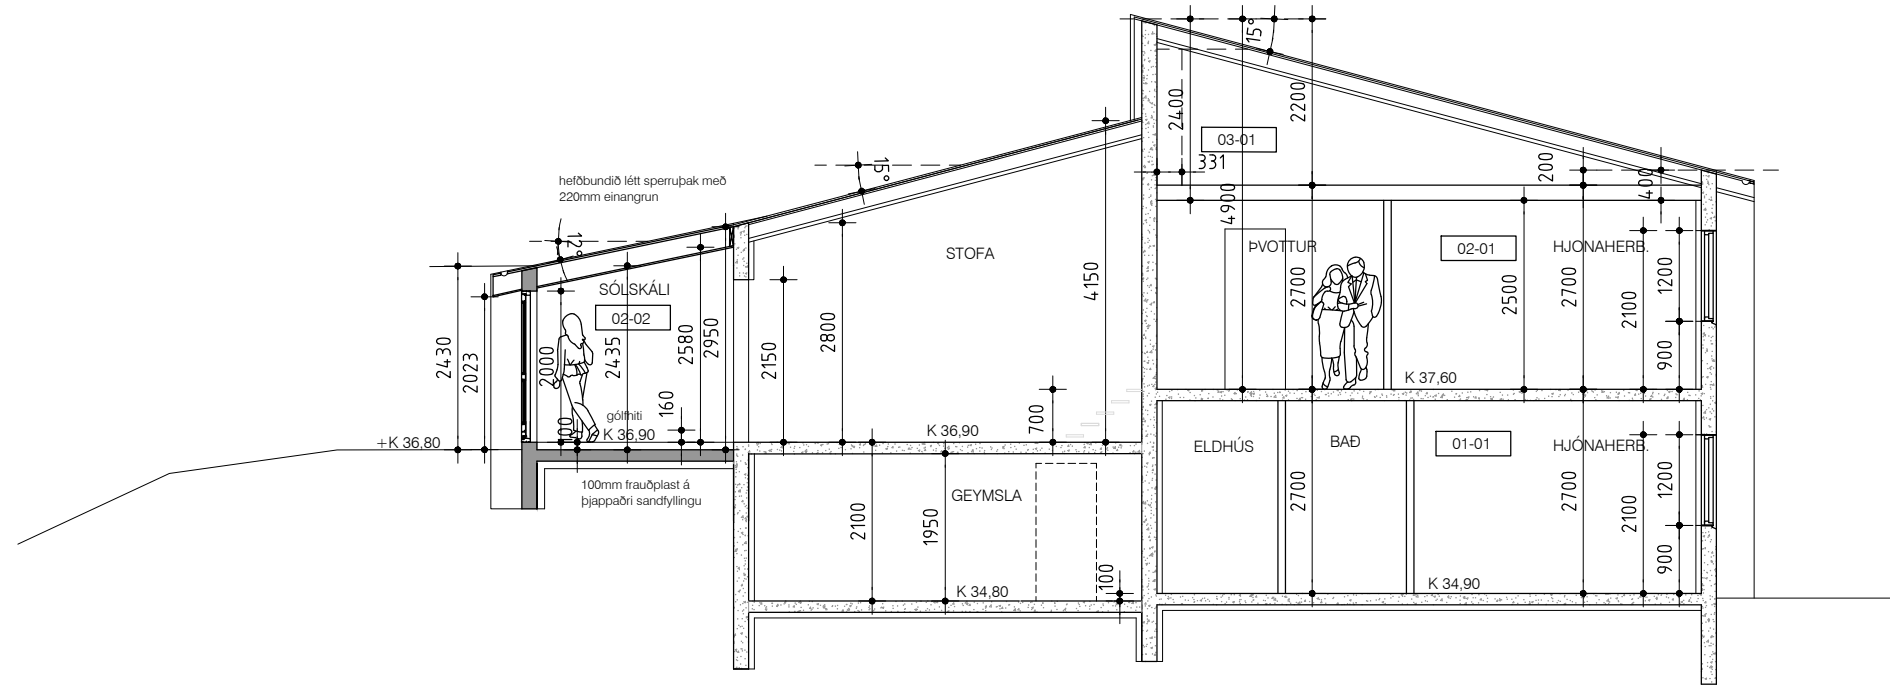 15°
2400
2200
03-01
331
200
400
4900
15°
hefðbundið létt sperruþak með
220mm einangrun
12°
STOFA
ÞVOTTUR
02-01
HJONAHERB.
SÓLSKÁLI
02-02
4150
2700
2500
2700
2100
1200
2430
2023
2000
2435
2580
2950
2150
2800
900
K 37,60
gólfhiti
160
700
+K 36,80
K 36,90
K 36,90
ELDHÚS
BAÐ
01-01
HJÓNAHERB.
100mm frauðplast á
þjappaðri sandfyllingu
GEYMSLA
2100
1950
2700
2700
2100
1200
900
100
K 34,80
K 34,90